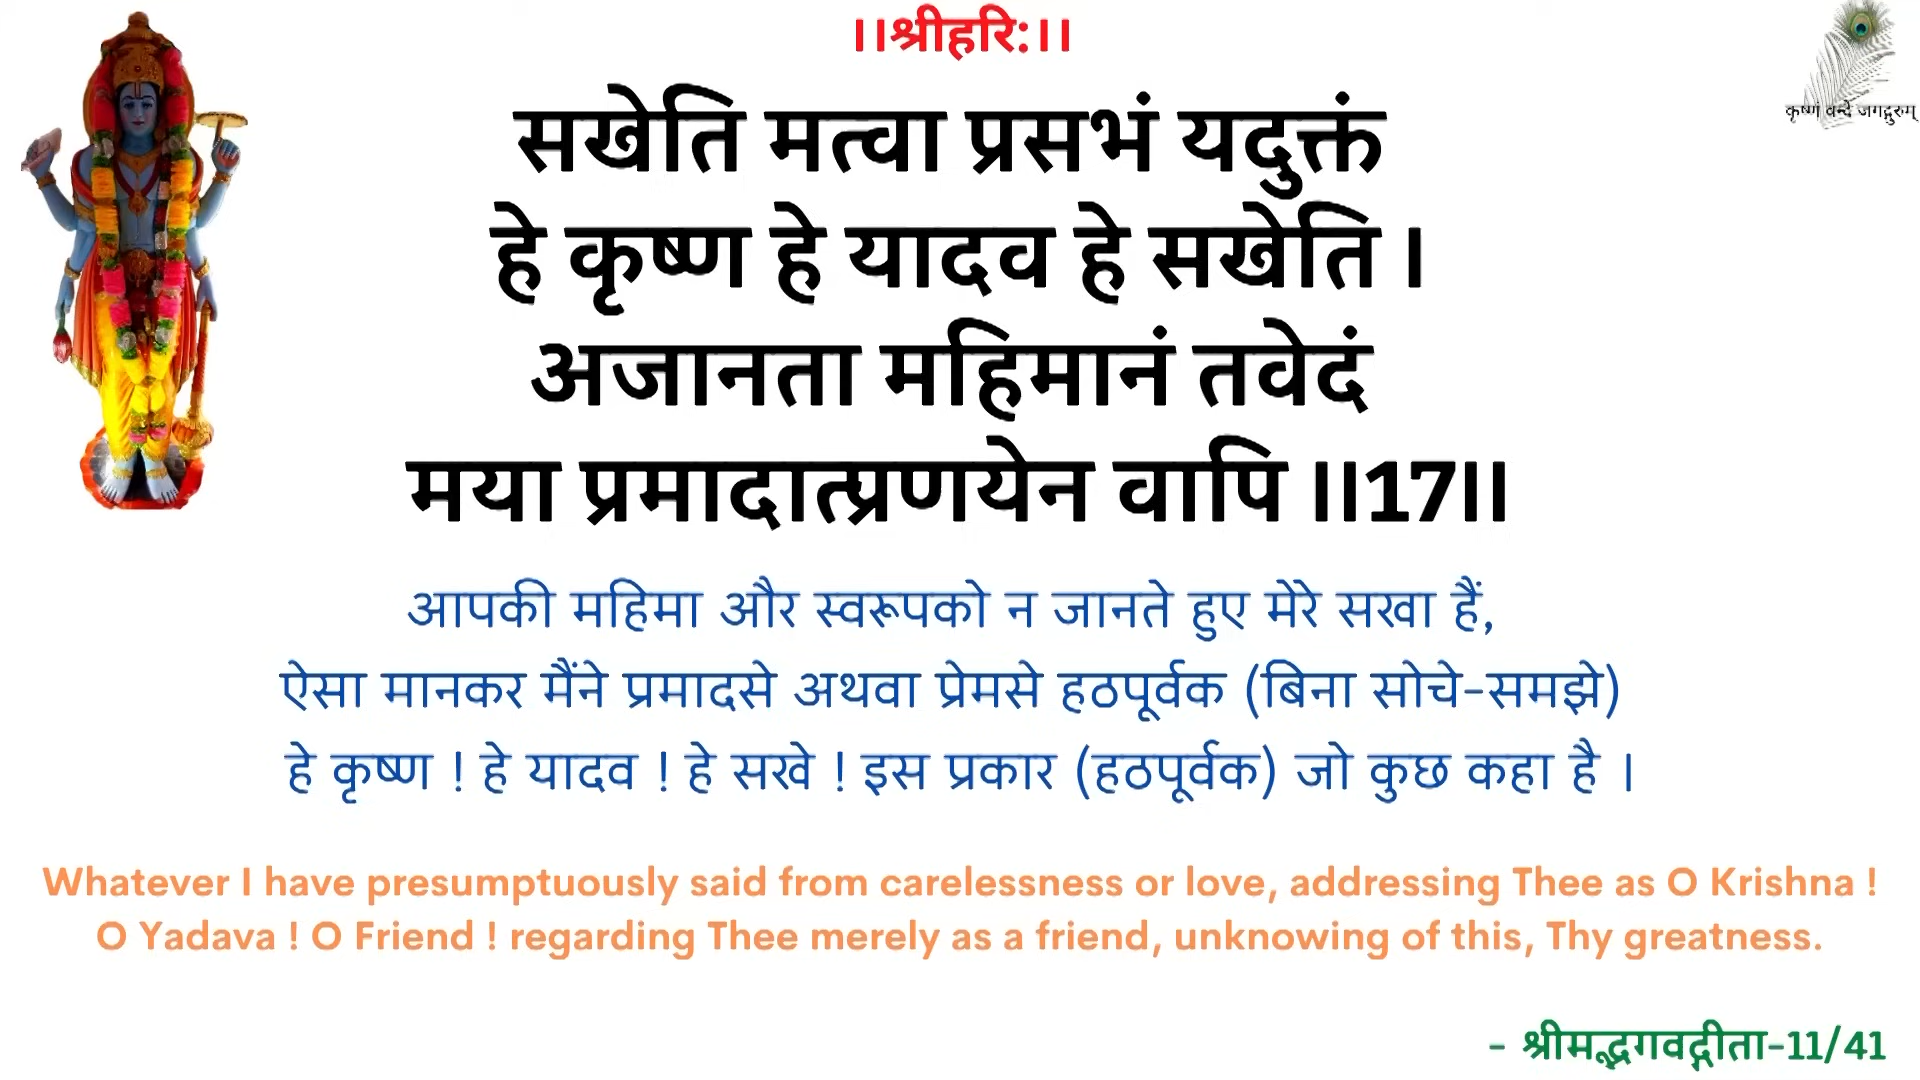 ।।श्रीहरि:।।
कृष्णं वन्दे जगद्गुरुम्
सखेति मत्वा प्रसभं यदुक्तं
हे कृष्ण हे यादव हे सखेति ।
अजानता महिमानं तवेदं
मया प्रमादात्प्रणयेन वापि ।।17।।
आपकी महिमा और स्वरूपको न जानते हुए मेरे सखा हैं,
ऐसा मानकर मैंने प्रमादसे अथवा प्रेमसे हठपूर्वक (बिना सोचे-समझे)
हे कृष्ण ! हे यादव ! हे सखे ! इस प्रकार (हठपूर्वक) जो कुछ कहा है ।
Whatever I have presumptuously said from carelessness or love, addressing Thee as O Krishna !
O Yadava ! O Friend ! regarding Thee merely as a friend, unknowing of this, Thy greatness.
- श्रीमद्भगवद्गीता-11/41